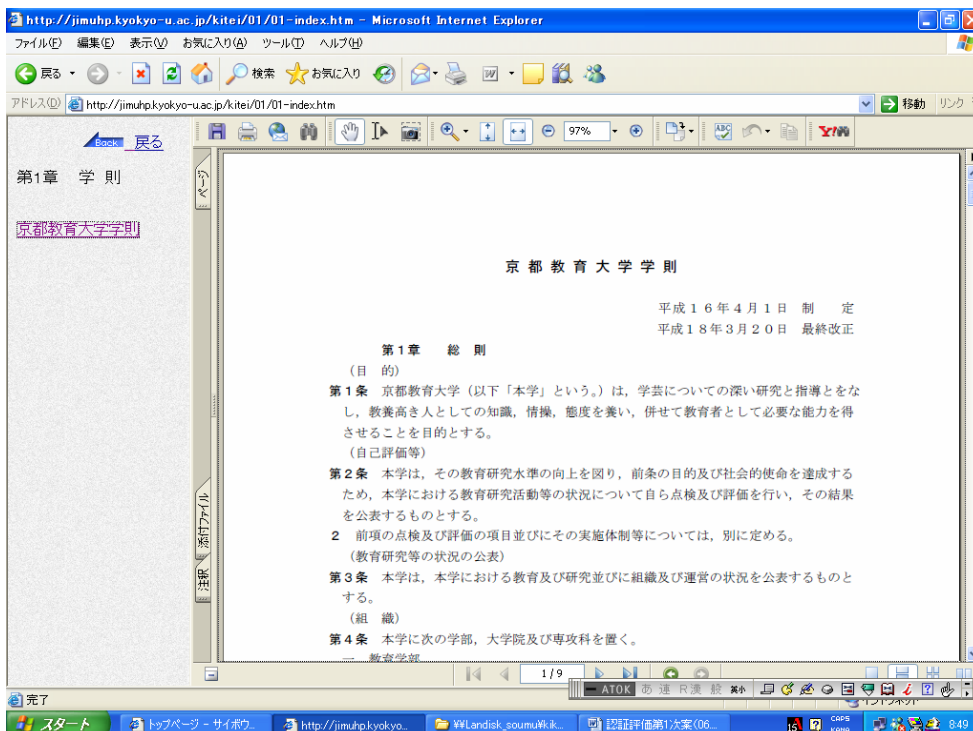 http://jimuhp.kyokyo-u.ac.jp/kitei/01/01-index.htm - Microsoft Internet Explorer
ファイル(F) 編集(E) 表示(V) お気に入り(A) ツール(T) ヘルプ(H)
戻る 検索 お気に入り
アドレス(D) http://jimuhp.kyokyo-u.ac.jp/kitei/01/01-index.htm 移動 リンク
Back 戻る
第1章 学 則
京都教育大学学則
97%
ABC
Y!
ページ
添付ファイル
注釈
京 都 教 育 大 学 学 則
平成16年4月1日 制 定
平成18年3月20日 最終改正
第1章 総 則
(目 的)
第1条 京都教育大学(以下「本学」という。)は,学芸についての深い研究と指導とをな
し,教養高き人としての知識,情操,態度を養い,併せて教育者として必要な能力を得
させることを目的とする。
(自己評価等)
第2条 本学は,その教育研究水準の向上を図り,前条の目的及び社会的使命を達成する
ため,本学における教育研究活動等の状況について自ら点検及び評価を行い,その結果
を公表するものとする。
2 前項の点検及び評価の項目並びにその実施体制等については,別に定める。
(教育研究等の状況の公表)
第3条 本学は,本学における教育及び研究並びに組織及び運営の状況を公表するものと
する。
(組 織)
第4条 本学に次の学部,大学院及び専攻科を置く。
一 教育学部
1/9
ATOK あ 連 R漢 般
完了
イントラネット
スタート トップページ - サイボウ... http://jimuhp.kyokyo... ¥¥Landisk_soumu¥kik... 認証評価第1次案(06... CAPS KANA 8:49